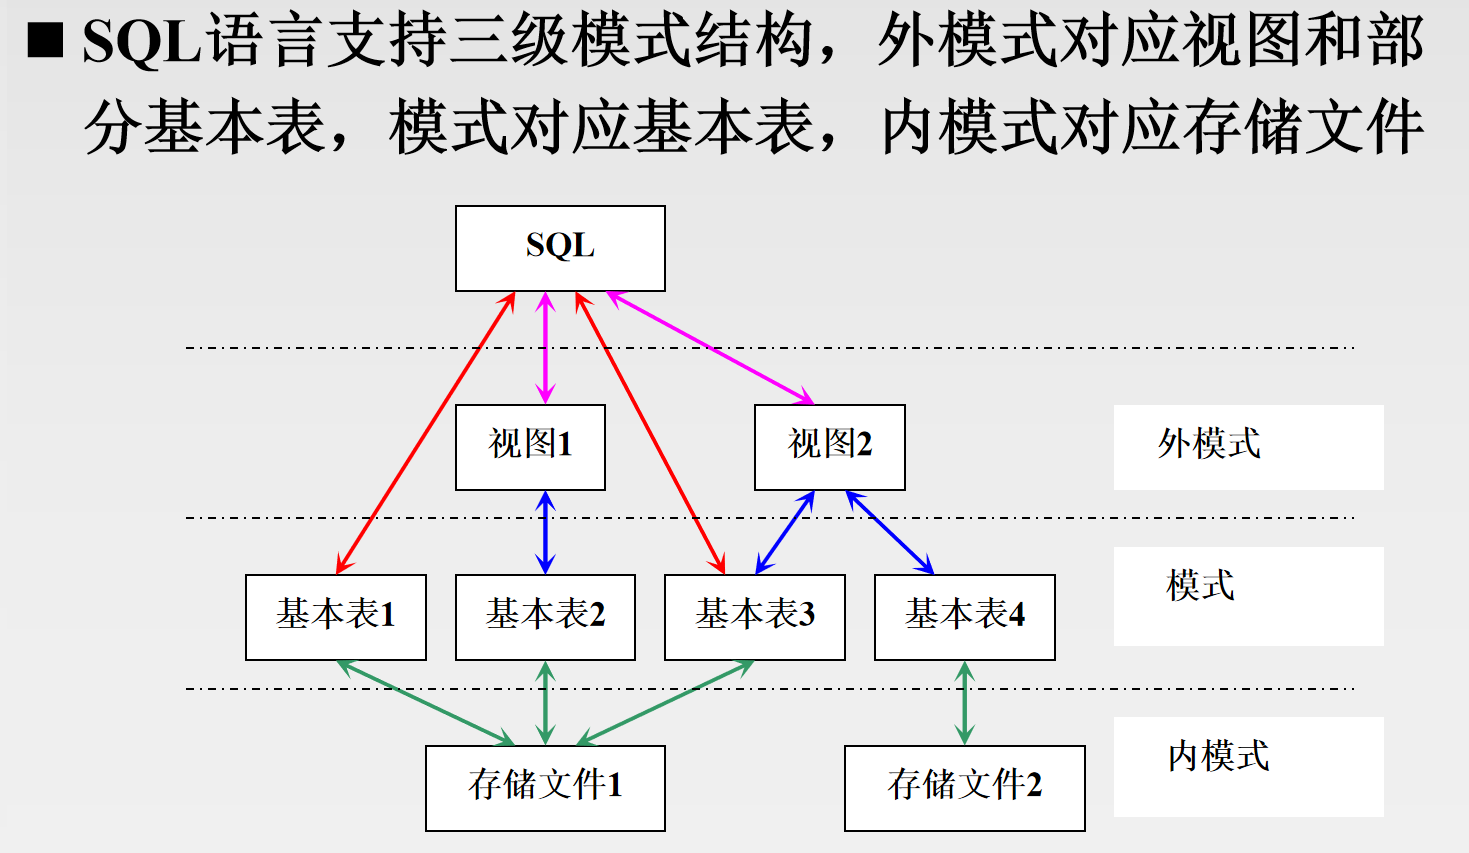 SQL语言支持三级模式结构，外模式对应视图和部
分基本表，模式对应基本表，内模式对应存储文件
SQL
视图1
视图2
外模式
基本表1
基本表2
基本表3
基本表4
模式
存储文件1
存储文件2
内模式